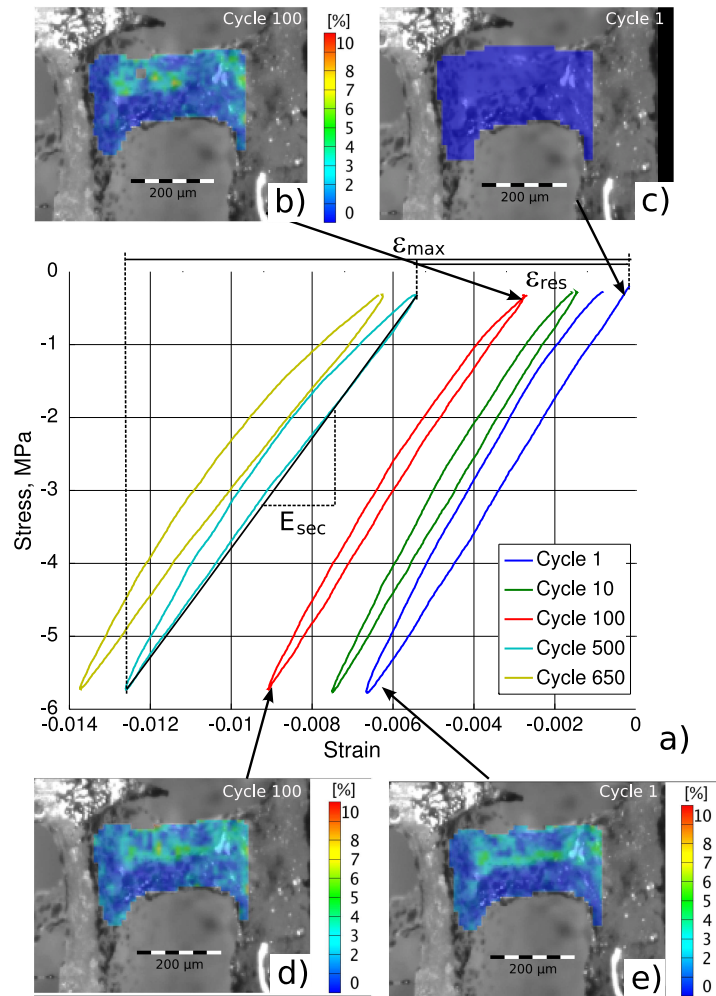 Cycle 100
[%]
10
8
7
6
5
4
3
2
0
200 µm
b)
Cycle 1
200 µm
c)
εmax
εres
0
-1
-2
-3
-4
-5
-6
Stress, MPa
Esec
Cycle 1
Cycle 10
Cycle 100
Cycle 500
Cycle 650
-0.014
-0.012
-0.01
-0.008
-0.006
-0.004
-0.002
0
Strain
a)
Cycle 100
[%]
10
8
7
6
5
4
3
2
0
200 µm
d)
Cycle 1
[%]
10
8
7
6
5
4
3
2
0
200 µm
e)